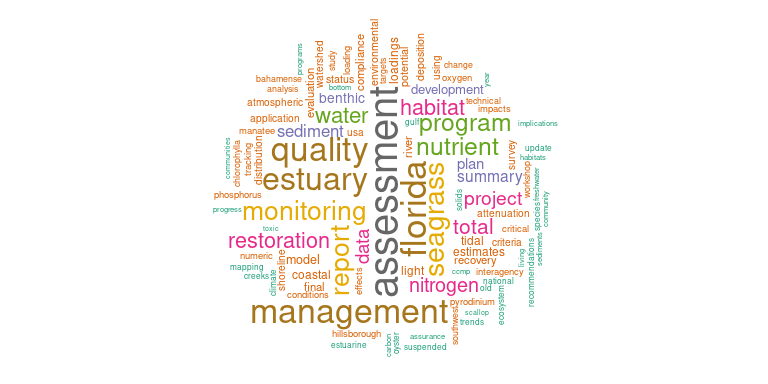 programs
watershed
study
loading
compliance
environmental
targets
loadings
potential
deposition
using
change
oxygen
year
bahamense
analysis
evaluation
status
bottom
benthic
development
atmospheric
application
water
habitat
technical
impacts
gulf
program
implications
manatee
sediment
usa
assessment
communities
chlorophyll
tracking
distribution
quality
river
nutrient
survey
update
habitats
estuary
florida
seagrass
plan
summary
workshop
freshwater
phosphorus
progress
monitoring
solids
project
attenuation
species
community
toxic
restoration
report
data
total
critical
tidal
criteria
numeric
model
shoreline
estimates
recovery
living
sediments
recommendations
mapping
creeks
climate
coastal
final
conditions
effects
light
ccmp
interagency
nitrogen
national
old
ecosystem
management
pyrodinium
southwest
scallop
trends
hillsborough
estuarine
carbon
oyster
assurance
suspended